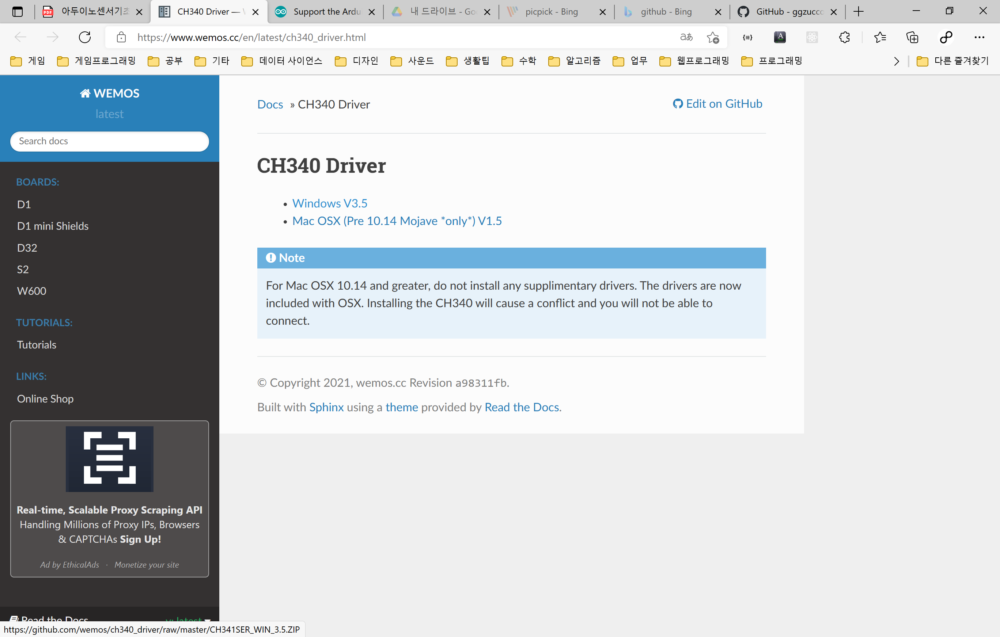 아두이노센서기초
CH340 Driver —
Support the Ardu
내 드라이브 - Goo
picpick - Bing
github - Bing
GitHub - ggzucco
https://www.wemos.cc/en/latest/ch340_driver.html
게임
게임프로그래밍
공부
기타
데이터 사이언스
디자인
사운드
생활팁
수학
알고리즘
업무
웹프로그래밍
프로그래밍
다른 즐겨찾기
WEMOS
latest
Search docs
BOARDS:
D1
D1 mini Shields
D32
S2
W600
TUTORIALS:
Tutorials
LINKS:
Online Shop
Real-time, Scalable Proxy Scraping API
Handling Millions of Proxy IPs, Browsers
& CAPTCHAs Sign Up!
Ad by EthicalAds · Monetize your site
Read the Docs
v: latest
Docs » CH340 Driver
Edit on GitHub
CH340 Driver
• Windows V3.5
• Mac OSX (Pre 10.14 Mojave *only*) V1.5
Note
For Mac OSX 10.14 and greater, do not install any supplimentary drivers. The drivers are now
included with OSX. Installing the CH340 will cause a conflict and you will not be able to
connect.
© Copyright 2021, wemos.cc Revision a98311fb.
Built with Sphinx using a theme provided by Read the Docs.
https://github.com/wemos/ch340_driver/raw/master/CH341SER_WIN_3.5.ZIP